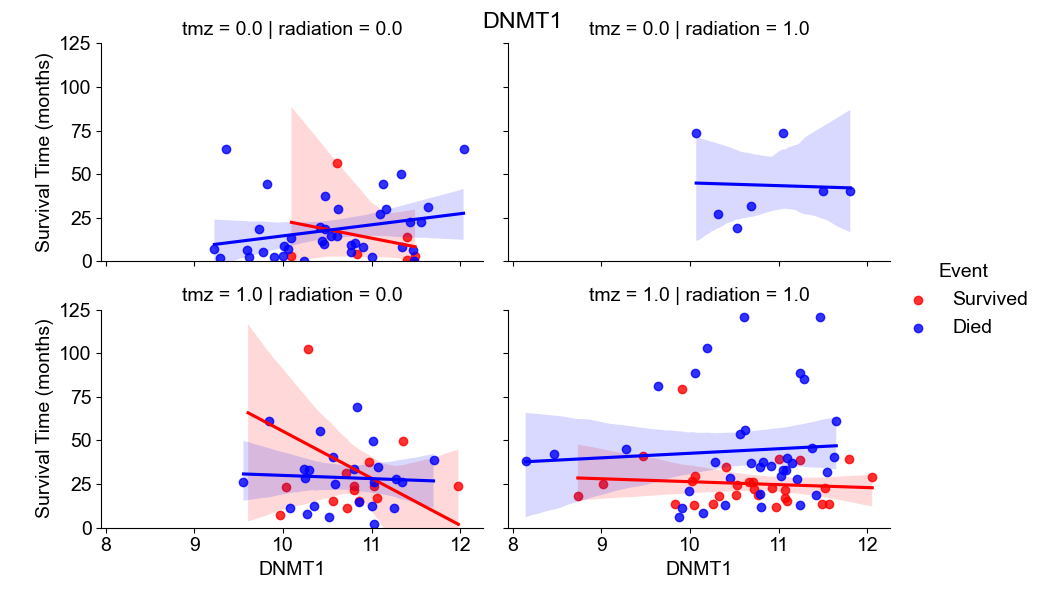 DNMT1
tmz = 0.0 | radiation = 0.0
tmz = 0.0 | radiation = 1.0
125
100
75
50
25
0
Survival Time (months)
tmz = 1.0 | radiation = 0.0
tmz = 1.0 | radiation = 1.0
125
100
75
50
25
0
Survival Time (months)
8 9 10 11 12
8 9 10 11 12
DNMT1
DNMT1
Event
Survived
Died